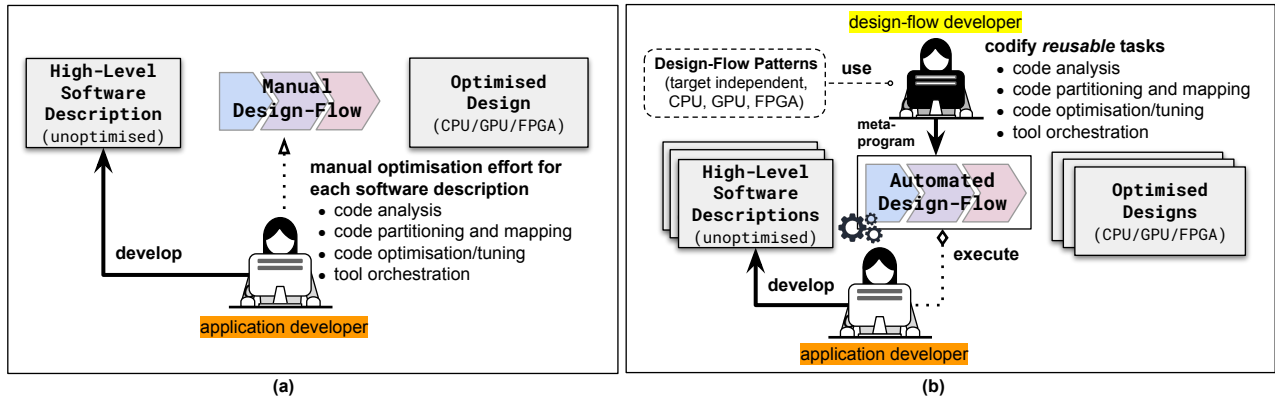 High-Level
Software
Description
(unoptimised)
Manual
Design-Flow
Optimised
Design
(CPU/GPU/FPGA)
manual optimisation effort for
each software description
• code analysis
• code partitioning and mapping
• code optimisation/tuning
• tool orchestration
develop
application developer
(a)
design-flow developer
Design-Flow Patterns
(target independent,
CPU, GPU, FPGA)
use
codify reusable tasks
• code analysis
• code partitioning and mapping
• code optimisation/tuning
• tool orchestration
meta-
program
High-Level
Software
Descriptions
(unoptimised)
Automated
Design-Flow
Optimised
Designs
(CPU/GPU/FPGA)
execute
develop
application developer
(b)